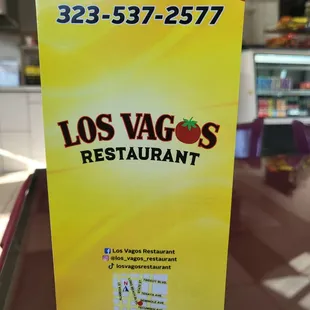 323-537-2577
LOS VAGOS
RESTAURANT
Los Vagos Restaurant
@los_vagos_restaurant
losvagosrestaurant